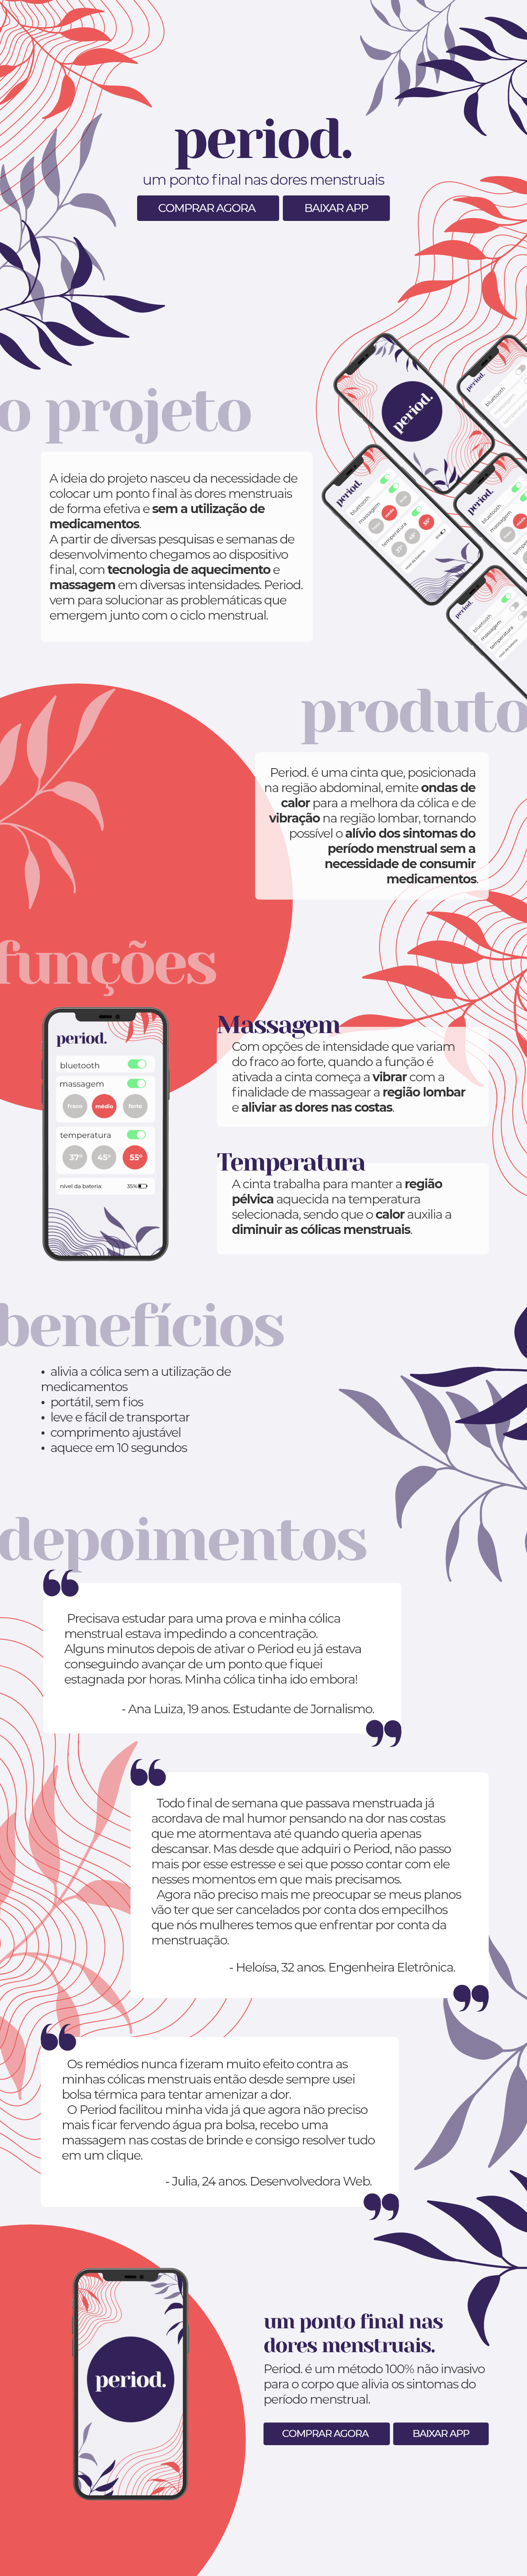 period.
um ponto final nas dores menstruais
COMPRAR AGORA
BAIXAR APP
o projeto
A ideia do projeto nasceu da necessidade de
colocar um ponto final às dores menstruais
de forma efetiva e sem a utilização de
medicamentos.
A partir de diversas pesquisas e semanas de
desenvolvimento chegamos ao dispositivo
final, com tecnologia de aquecimento e
massagem em diversas intensidades. Period.
vem para solucionar as problemáticas que
emergem junto com o ciclo menstrual.
period.
period.
bluetooth
period.
bluetooth
massagem
temperatura
period.
bluetooth
massagem
period.
bluetooth
massagem
temperatura
produto
Period. é uma cinta que, posicionada
na região abdominal, emite ondas de
calor para a melhora da cólica e de
vibração na região lombar, tornando
possível o alívio dos sintomas do
período menstrual sem a
necessidade de consumir
medicamentos.
funções
period.
bluetooth
massagem
fraco
médio
forte
temperatura
37°
45°
55°
nível da bateria:
35%
Massagem
Com opções de intensidade que variam
do fraco ao forte, quando a função é
ativada a cinta começa a vibrar com a
finalidade de massagear a região lombar
e aliviar as dores nas costas.
Temperatura
A cinta trabalha para manter a região
pélvica aquecida na temperatura
selecionada, sendo que o calor auxilia a
diminuir as cólicas menstruais.
benefícios
• alivia a cólica sem a utilização de
medicamentos
• portátil, sem fios
• leve e fácil de transportar
• comprimento ajustável
• aquece em 10 segundos
depoimentos
“
Precisava estudar para uma prova e minha cólica
menstrual estava impedindo a concentração.
Alguns minutos depois de ativar o Period eu já estava
conseguindo avançar de um ponto que fiquei
estagnada por horas. Minha cólica tinha ido embora!
- Ana Luiza, 19 anos. Estudante de Jornalismo.
”
“
Todo final de semana que passava menstruada já
acordava de mal humor pensando na dor nas costas
que me atormentava até quando queria apenas
descansar. Mas desde que adquiri o Period, não passo
mais por esse estresse e sei que posso contar com ele
nesses momentos em que mais precisamos.
Agora não preciso mais me preocupar se meus planos
vão ter que ser cancelados por conta dos empecilhos
que nós mulheres temos que enfrentar por conta da
menstruação.
- Heloísa, 32 anos. Engenheira Eletrônica.
”
“
Os remédios nunca fizeram muito efeito contra as
minhas cólicas menstruais então desde sempre usei
bolsa térmica para tentar amenizar a dor.
O Period facilitou minha vida já que agora não preciso
mais ficar fervendo água pra bolsa, recebo uma
massagem nas costas de brinde e consigo resolver tudo
em um clique.
- Julia, 24 anos. Desenvolvedora Web.
”
period.
um ponto final nas
dores menstruais.
Period. é um método 100% não invasivo
para o corpo que alivia os sintomas do
período menstrual.
COMPRAR AGORA
BAIXAR APP